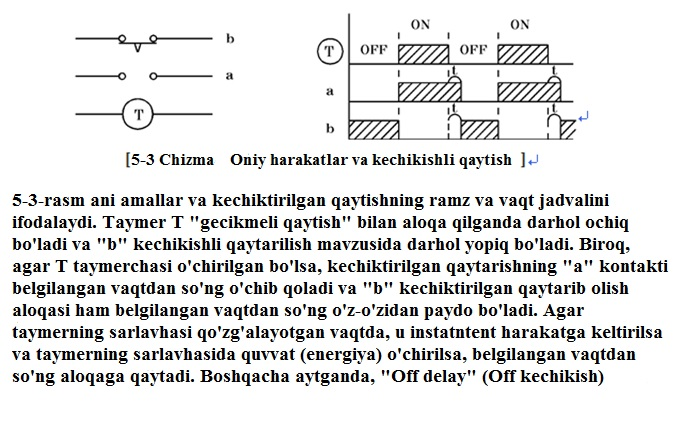 ON ON
b
T OFF OFF
t t
a a
T
t t
b
[5-3 Chizma Oniy harakatlar va kechikishli qaytish ]
5-3-rasm ani amallar va kechiktirilgan qaytishning ramz va vaqt jadvalini
ifodalaydi. Taymer T "gecikmeli qaytish" bilan aloqa qilganda darhol ochiq
bo'ladi va "b" kechikishli qaytarilish mavzusida darhol yopiq bo'ladi. Biroq,
agar T taymerchasi o'chirilgan bo'lsa, kechiktirilgan qaytarishning "a" kontakti
belgilangan vaqtdan so'ng o'chib qoladi va "b" kechiktirilgan qaytarib olish
aloqasi ham belgilangan vaqtdan so'ng o'z-o'zidan paydo bo'ladi. Agar
taymerning sarlavhasi qo'zg'alayotgan vaqtda, u instatntent harakatga keltirilsa
va taymerning sarlavhasida quvvat (energiya) o'chirilsa, belgilangan vaqtdan
so'ng aloqaga qaytadi. Boshqacha aytganda, "Off delay" (Off kechikish)